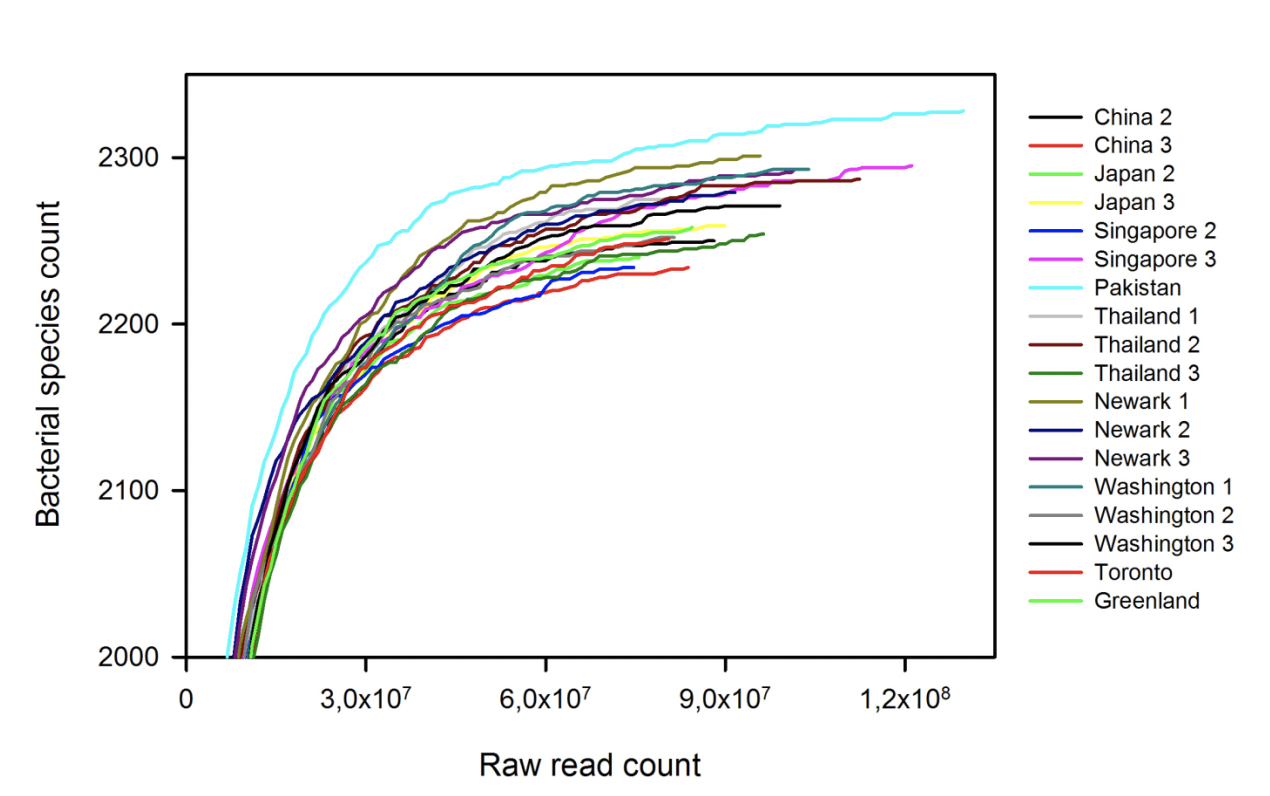 Bacterial species count
2300
2200
2100
2000
0
3,0x10⁷
6,0x10⁷
9,0x10⁷
1,2x10⁸
Raw read count
China 2
China 3
Japan 2
Japan 3
Singapore 2
Singapore 3
Pakistan
Thailand 1
Thailand 2
Thailand 3
Newark 1
Newark 2
Newark 3
Washington 1
Washington 2
Washington 3
Toronto
Greenland